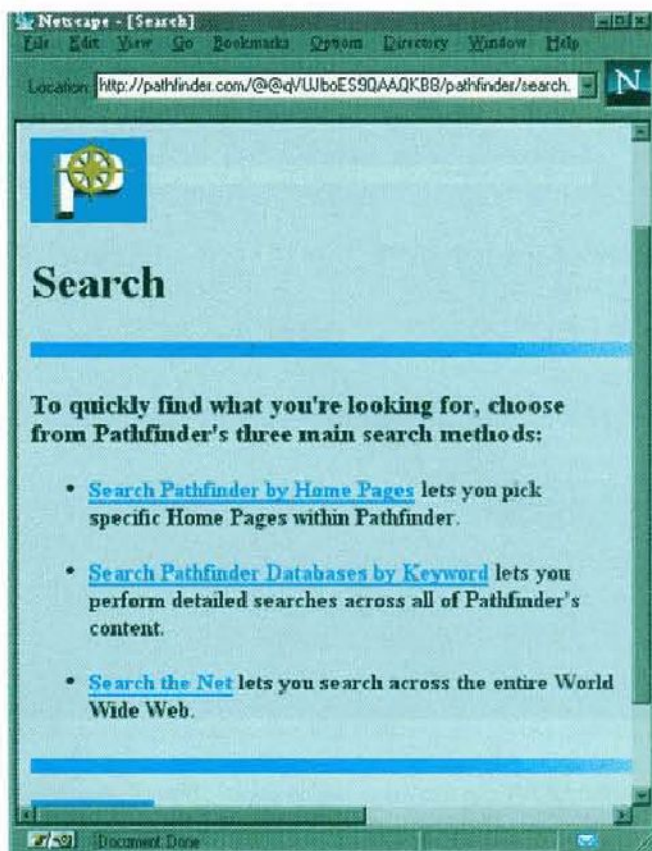 Netscape - [Search]
File Edit View Go Bookmarks Options Directory Window Help
Location: http://pathfinder.com/@@qVUJboES9QAAQKB8/pathfinder/search.
N
P
Search
To quickly find what you're looking for, choose
from Pathfinder's three main search methods:
• Search Pathfinder by Home Pages lets you pick
specific Home Pages within Pathfinder.
• Search Pathfinder Databases by Keyword lets you
perform detailed searches across all of Pathfinder's
content.
• Search the Net lets you search across the entire World
Wide Web.
Document: Done